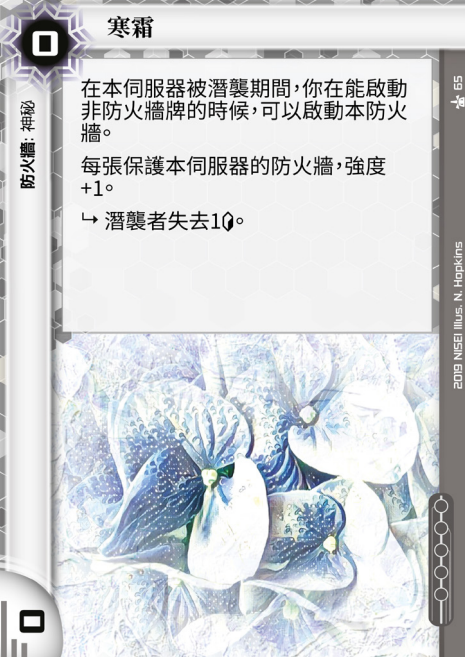 0
寒霜
防火牆: 神秘
在本伺服器被潛襲期間,你在能啟動
非防火牆牌的時候,可以啟動本防火
牆。
每張保護本伺服器的防火牆,強度
+1。
↳ 潛襲者失去1。
65
2019 NISEI Illus. N. Hopkins
0